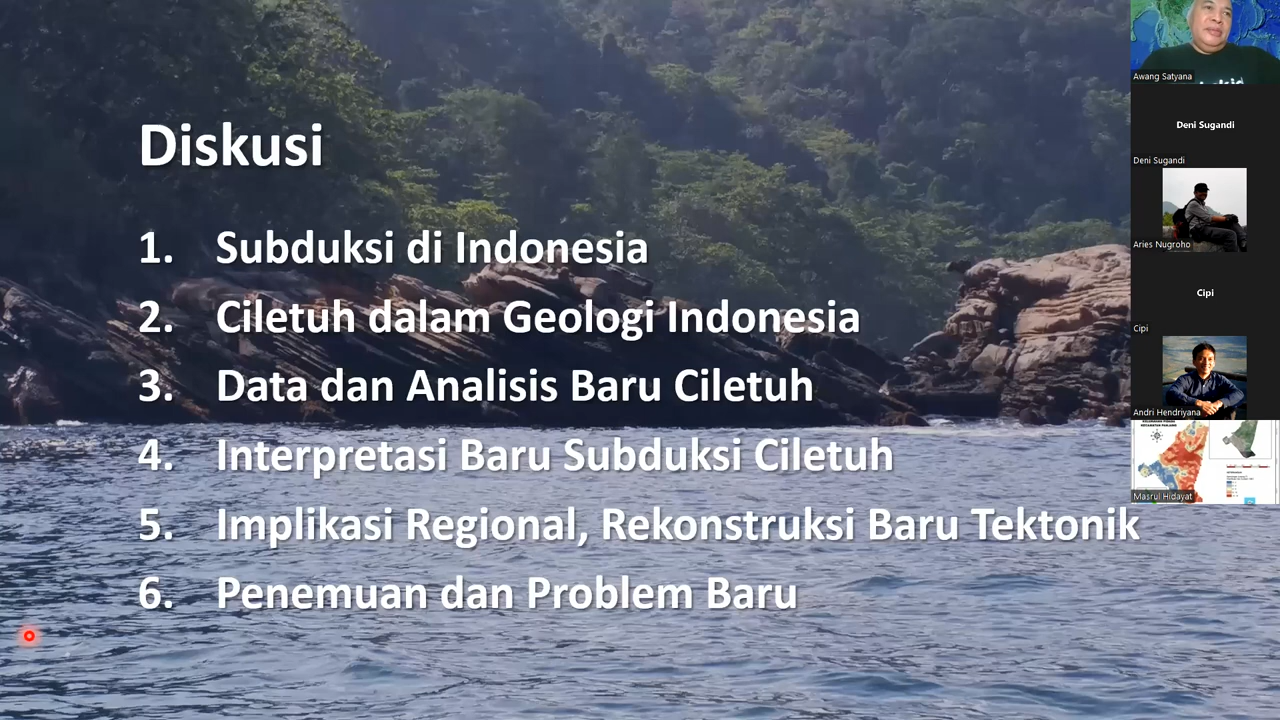 Diskusi
1. Subduksi di Indonesia
2. Ciletuh dalam Geologi Indonesia
3. Data dan Analisis Baru Ciletuh
4. Interpretasi Baru Subduksi Ciletuh
5. Implikasi Regional, Rekonstruksi Baru Tektonik
6. Penemuan dan Problem Baru
Awang Satyana
Deni Sugandi
Deni Sugandi
Aries Nugroho
Cipi
Cipi
Andri Hendriyana
Masrul Hidayat